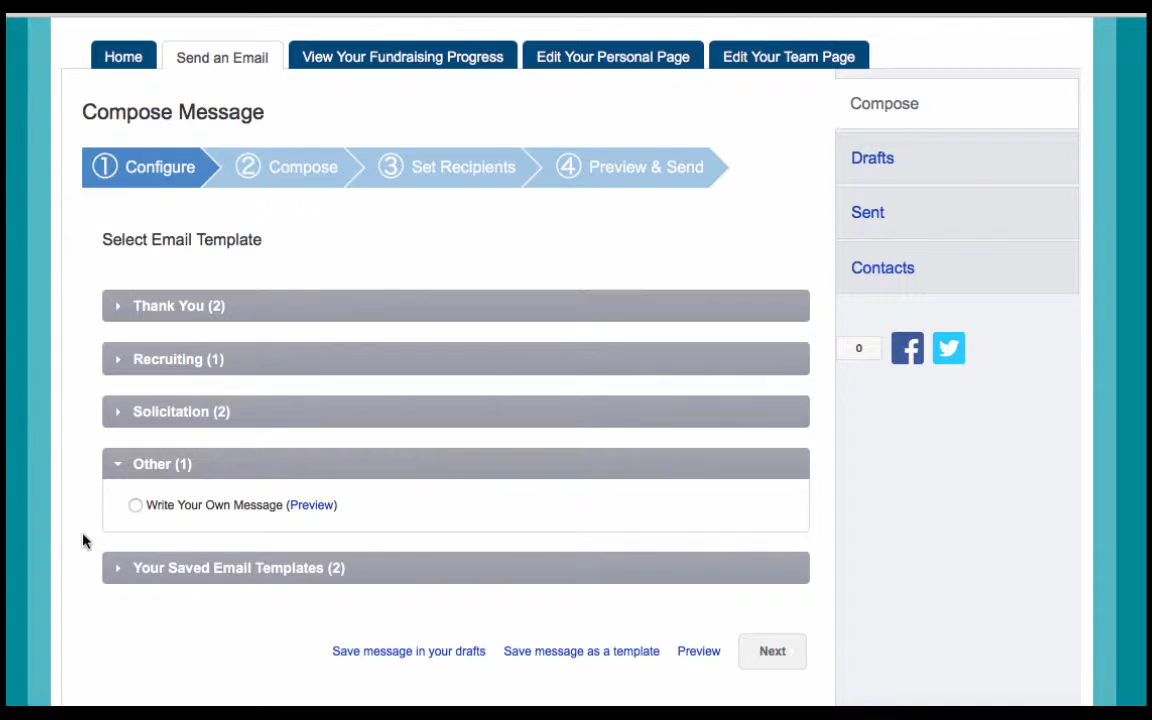 Home
Send an Email
View Your Fundraising Progress
Edit Your Personal Page
Edit Your Team Page
Compose Message
1 Configure
2 Compose
3 Set Recipients
4 Preview & Send
Select Email Template
Thank You (2)
Recruiting (1)
Solicitation (2)
Other (1)
Write Your Own Message (Preview)
Your Saved Email Templates (2)
Save message in your drafts
Save message as a template
Preview
Next
Compose
Drafts
Sent
Contacts
0